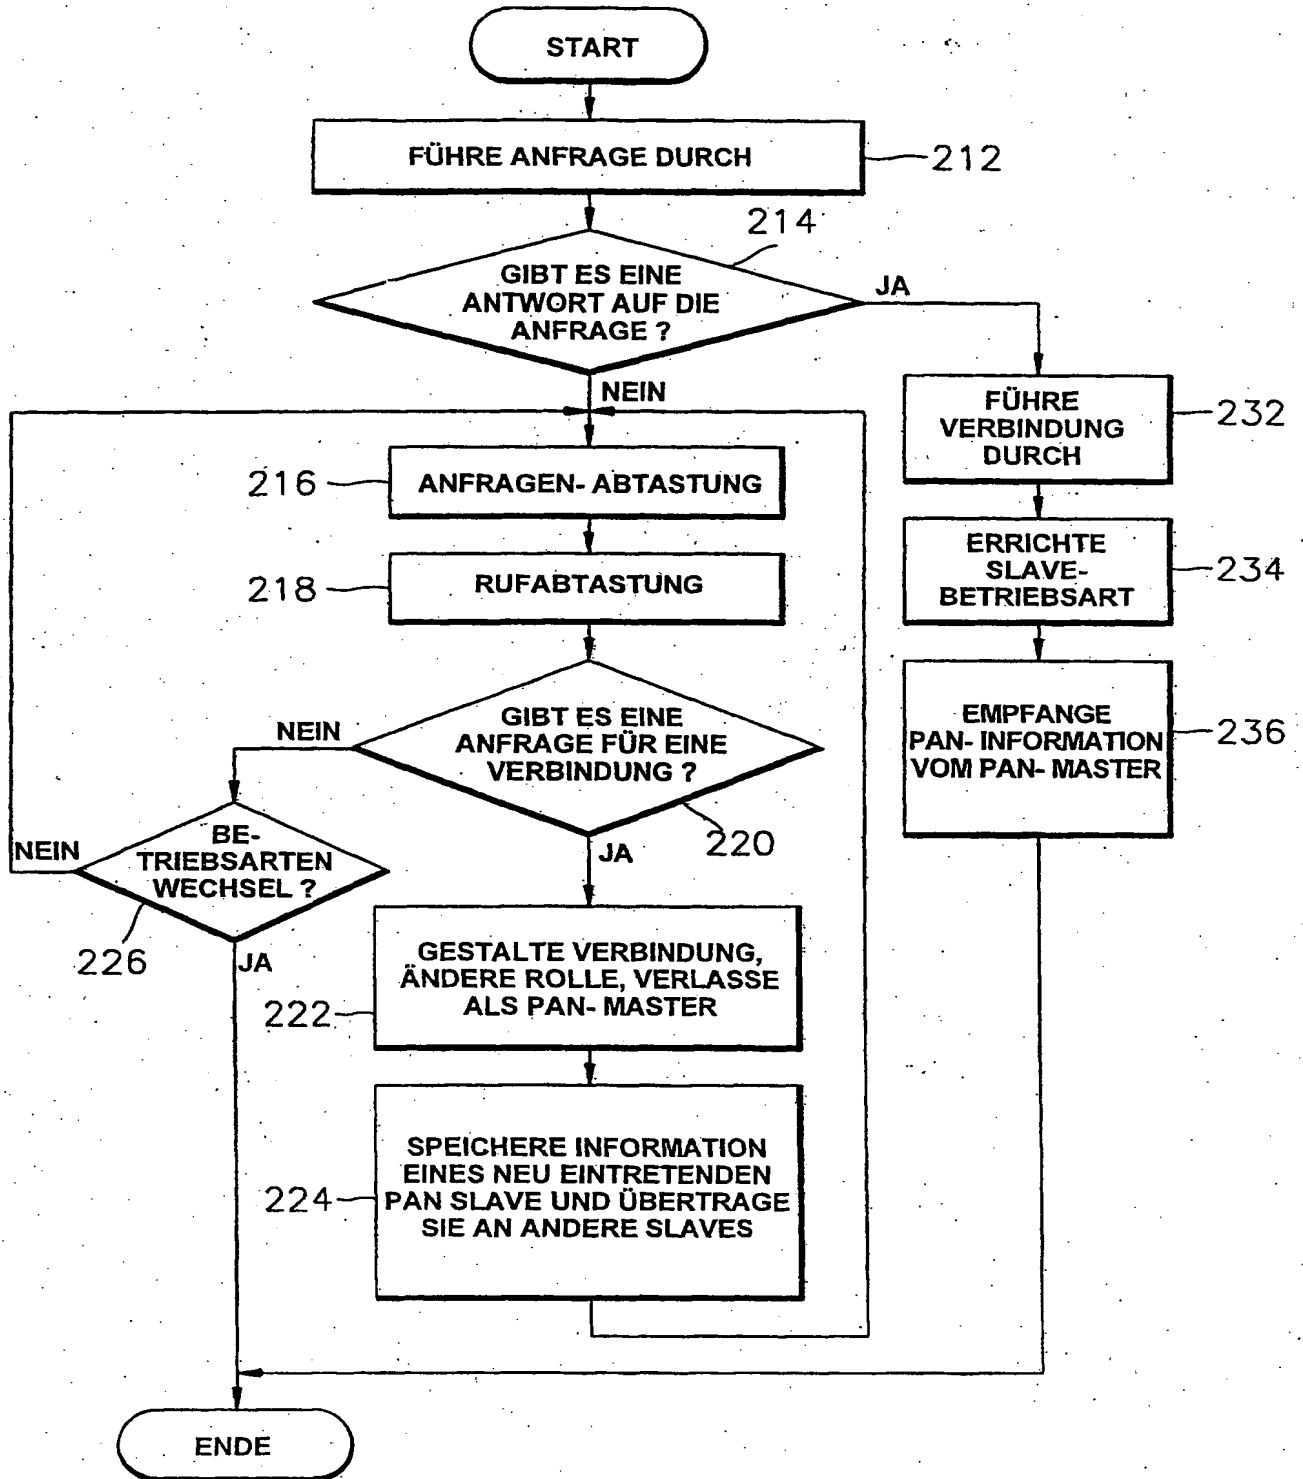 START
FÜHRE ANFRAGE DURCH
212
214
GIBT ES EINE
ANTWORT AUF DIE
ANFRAGE ?
JA
NEIN
FÜHRE
VERBINDUNG
DURCH
232
216
ANFRAGEN- ABTASTUNG
ERRICHTE
SLAVE-
BETRIEBSART
234
218
RUFABTASTUNG
EMPFANGE
PAN- INFORMATION
VOM PAN- MASTER
236
NEIN
GIBT ES EINE
ANFRAGE FÜR EINE
VERBINDUNG ?
220
JA
NEIN
BE-
TRIEBSARTEN
WECHSEL ?
226
JA
GESTALTE VERBINDUNG,
ÄNDERE ROLLE, VERLASSE
ALS PAN- MASTER
222
SPEICHERE INFORMATION
EINES NEU EINTRETENDEN
PAN SLAVE UND ÜBERTRAGE
SIE AN ANDERE SLAVES
224
ENDE